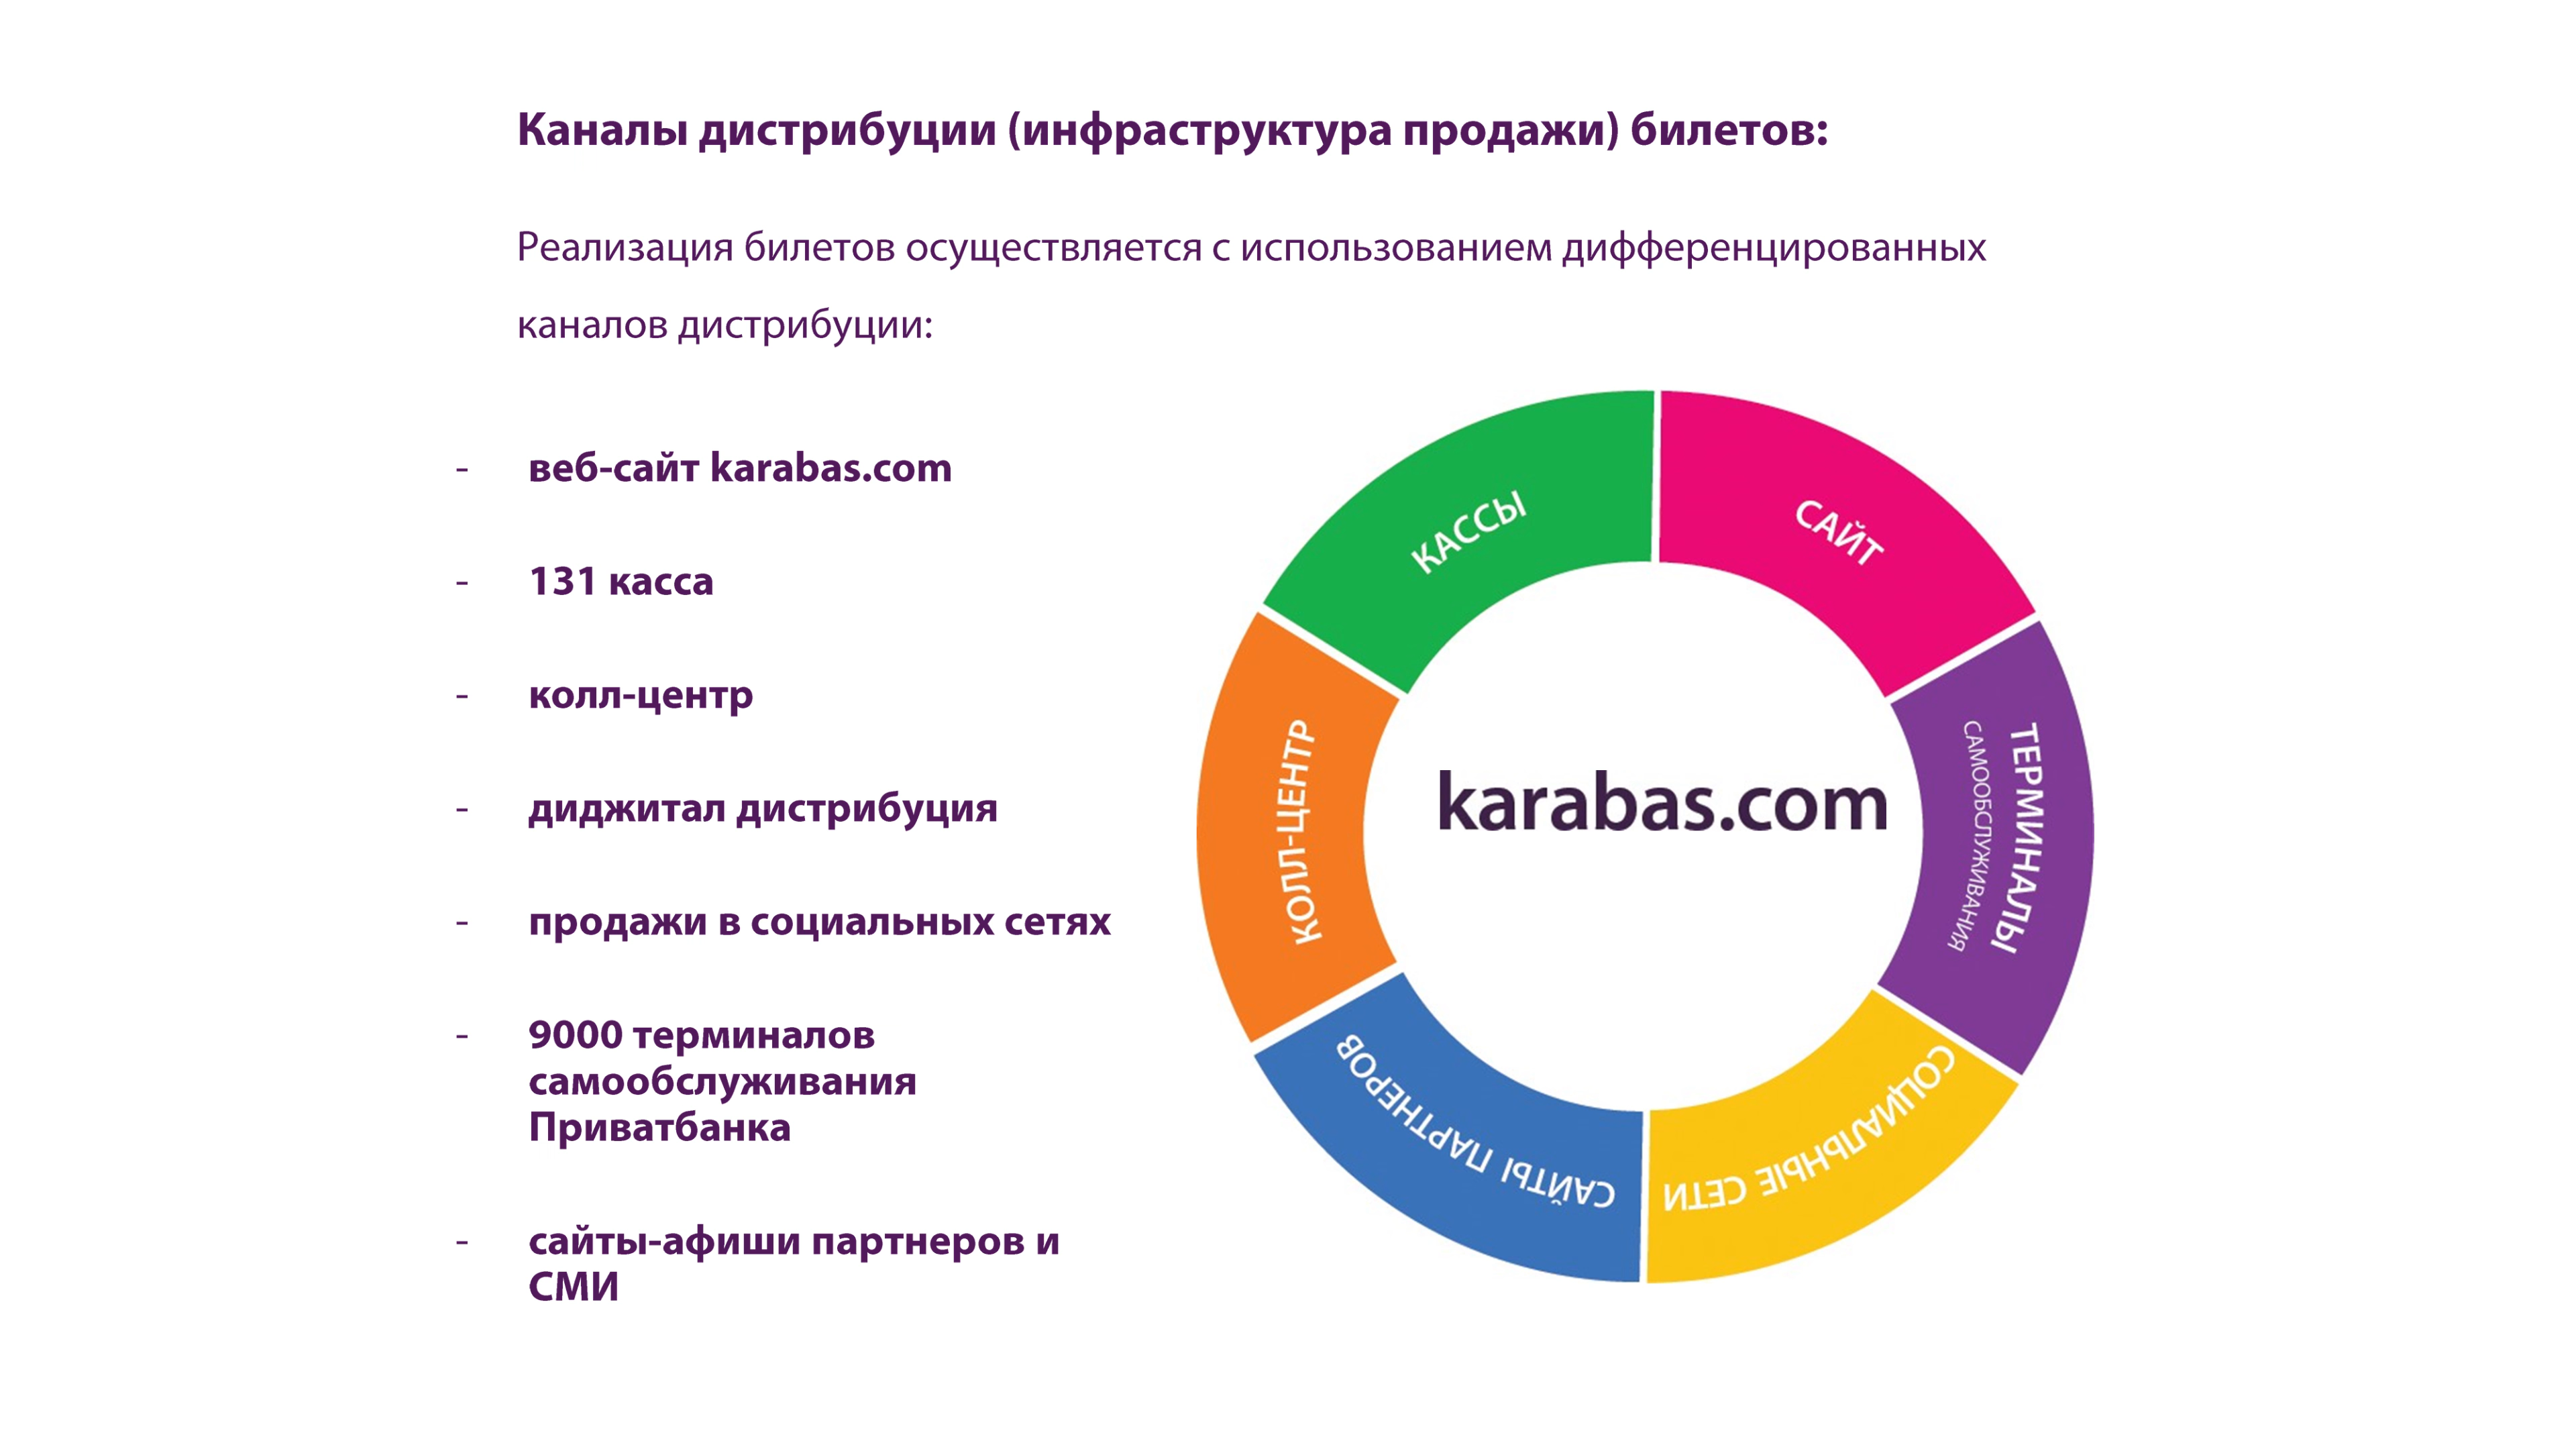 Каналы дистрибуции (инфраструктура продажи) билетов:
Реализация билетов осуществляется с использованием дифференцированных
каналов дистрибуции:
- веб-сайт karabas.com
- 131 касса
- колл-центр
- диджитал дистрибуция
- продажи в социальных сетях
- 9000 терминалов
самообслуживания
Приватбанка
- сайты-афиши партнеров и
СМИ
КАССЫ
САЙТ
ТЕРМИНАЛЫ
САМООБСЛУЖИВАНИЯ
СОЦИАЛЬНЫЕ СЕТИ
САЙТЫ ПАРТНЕРОВ
КОЛЛ-ЦЕНТР
karabas.com